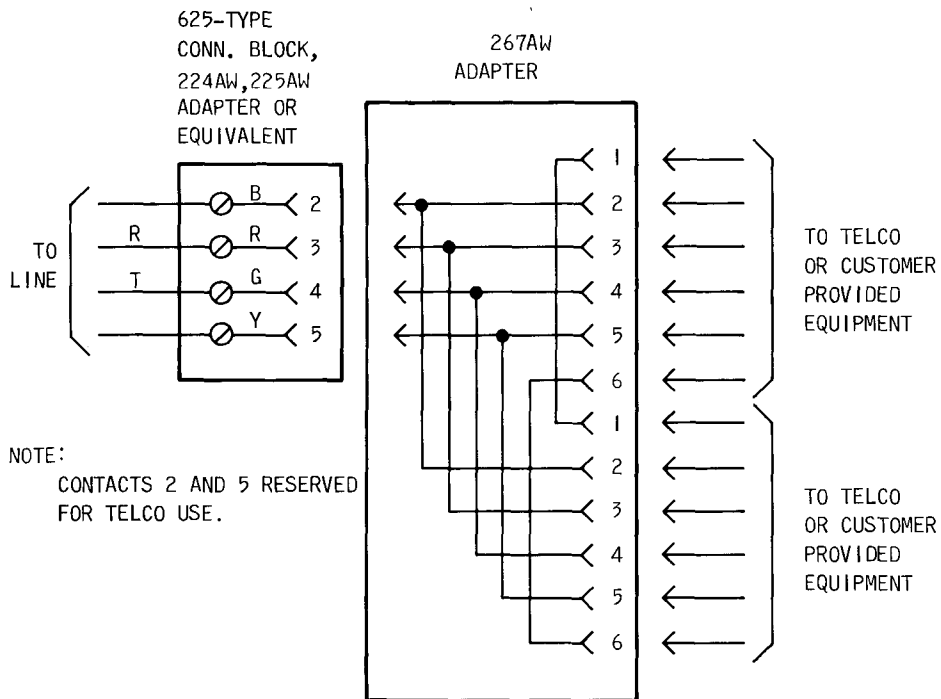 625-TYPE
CONN. BLOCK,
224AW,225AW
ADAPTER OR
EQUIVALENT
267AW
ADAPTER
TO
LINE
R
T
B
R
G
Y
2
3
4
5
1
2
3
4
5
6
1
2
3
4
5
6
TO TELCO
OR CUSTOMER
PROVIDED
EQUIPMENT
TO TELCO
OR CUSTOMER
PROVIDED
EQUIPMENT
NOTE:
CONTACTS 2 AND 5 RESERVED
FOR TELCO USE.